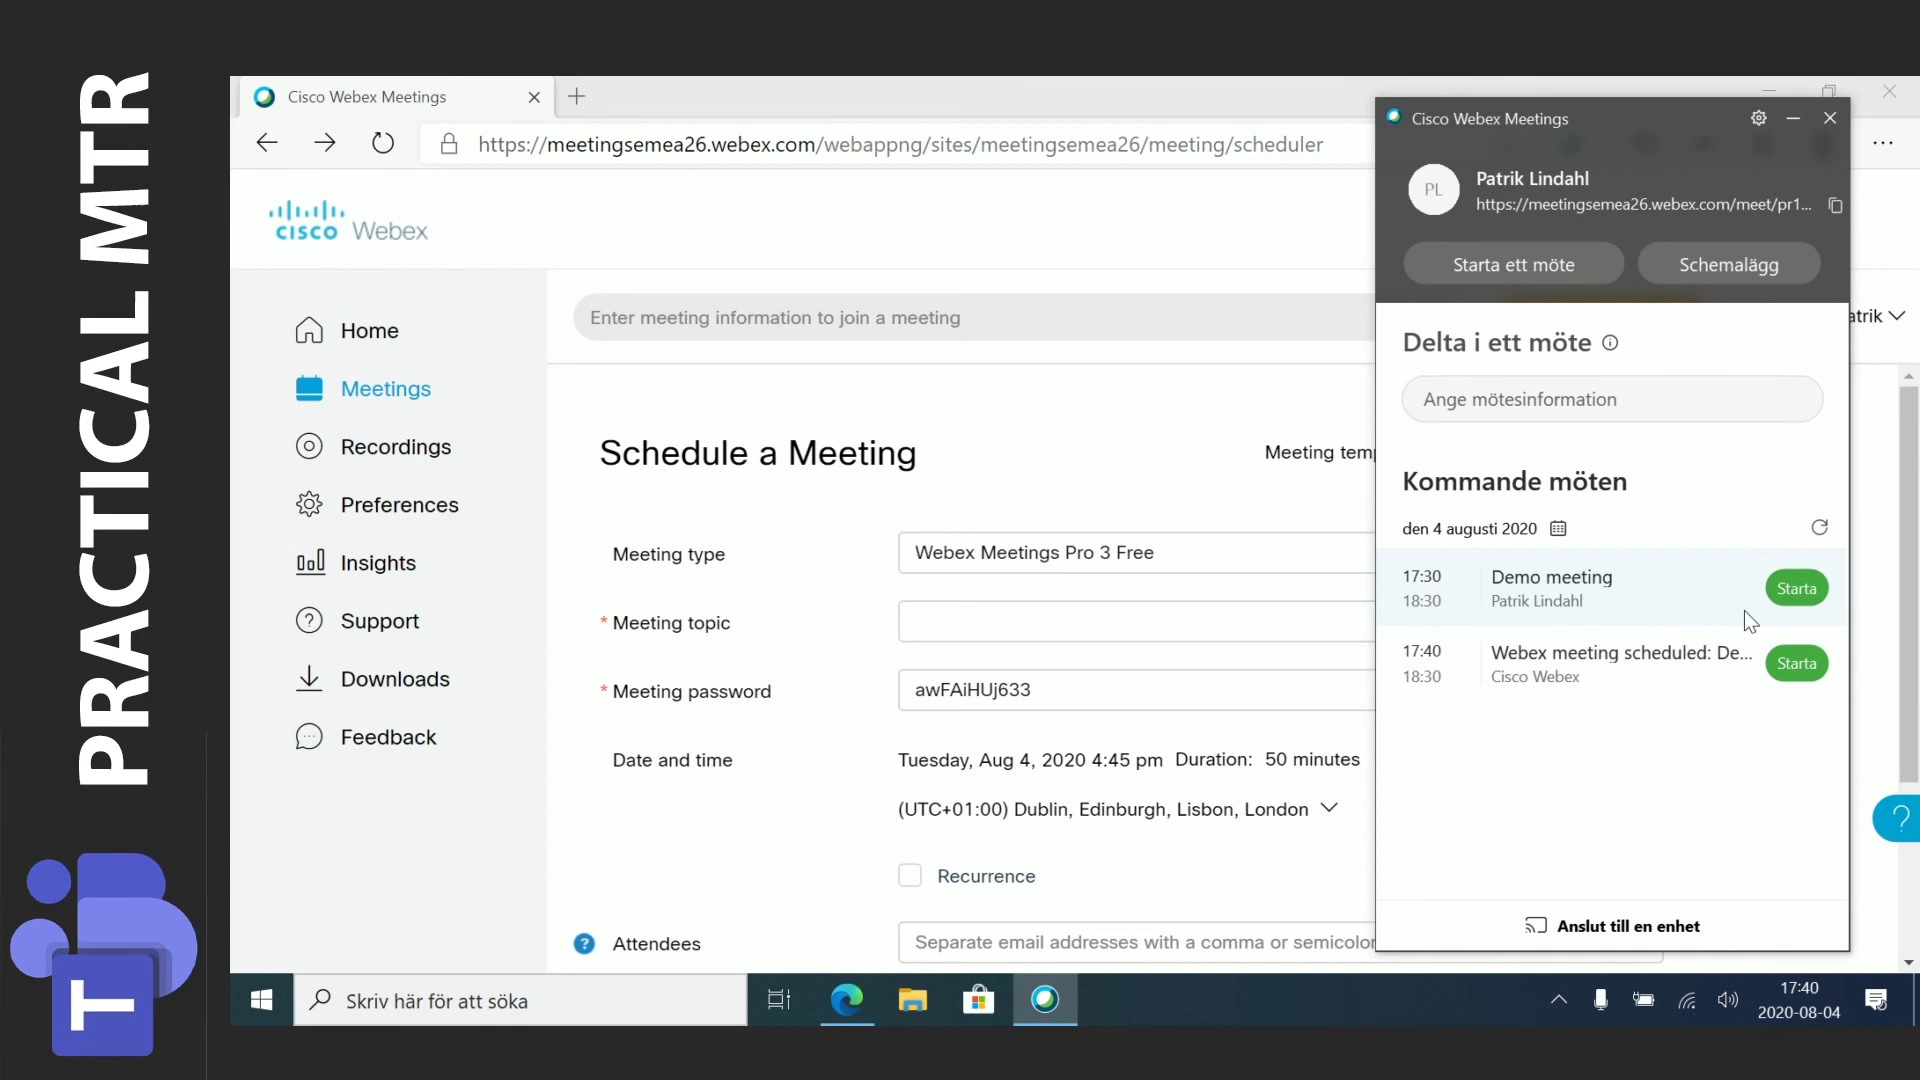 PRACTICAL MTR
T
Cisco Webex Meetings
https://meetingsemea26.webex.com/webappng/sites/meetingsemea26/meeting/scheduler
CISCO Webex
Home
Meetings
Recordings
Preferences
Insights
Support
Downloads
Feedback
Enter meeting information to join a meeting
atrik
Schedule a Meeting
Meeting temp
Meeting type
Webex Meetings Pro 3 Free
* Meeting topic
* Meeting password
awFAiHUj633
Date and time
Tuesday, Aug 4, 2020 4:45 pm Duration: 50 minutes
(UTC+01:00) Dublin, Edinburgh, Lisbon, London
Recurrence
? Attendees
Separate email addresses with a comma or semicolon
?
Cisco Webex Meetings
PL
Patrik Lindahl
https://meetingsemea26.webex.com/meet/pr1...
Starta ett möte
Schemalägg
Delta i ett möte
Ange mötesinformation
Kommande möten
den 4 augusti 2020
17:30 Demo meeting
18:30 Patrik Lindahl
Starta
17:40 Webex meeting scheduled: De...
18:30 Cisco Webex
Starta
Anslut till en enhet
Skriv här för att söka
17:40
2020-08-04